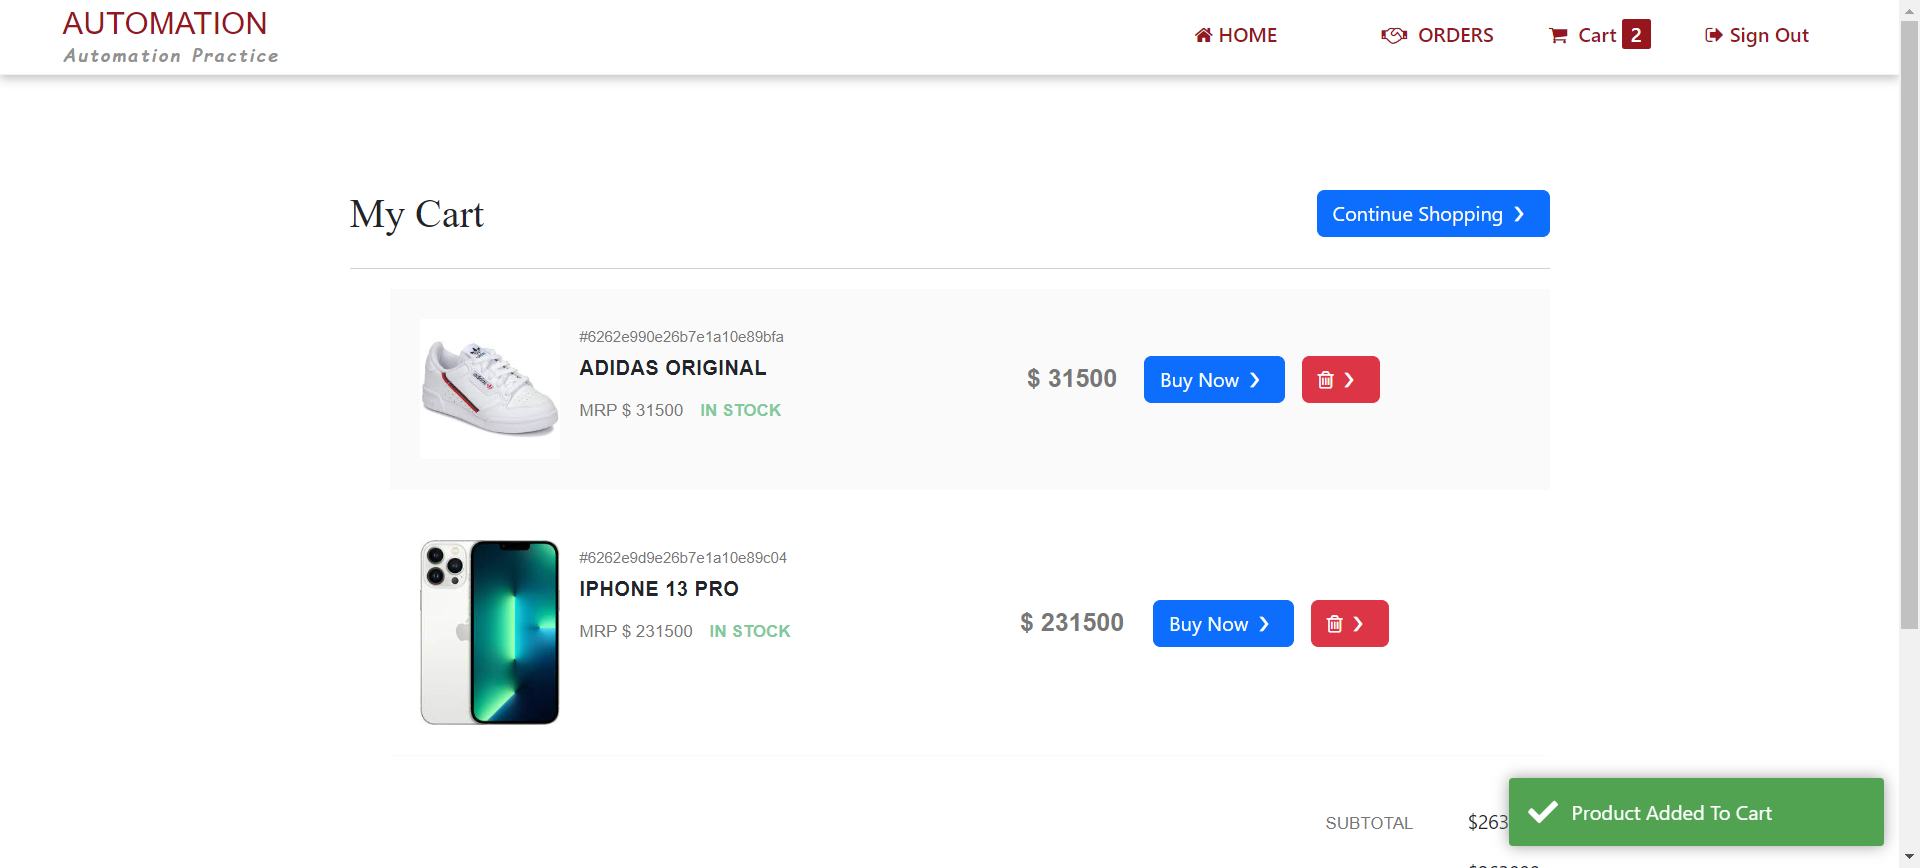 AUTOMATION
Automation Practice
HOME
ORDERS
Cart 2
Sign Out
My Cart
Continue Shopping
#6262e990e26b7e1a10e89bfa
ADIDAS ORIGINAL
MRP $ 31500 IN STOCK
$ 31500
Buy Now
#6262e9d9e26b7e1a10e89c04
IPHONE 13 PRO
MRP $ 231500 IN STOCK
$ 231500
Buy Now
SUBTOTAL $263
Product Added To Cart